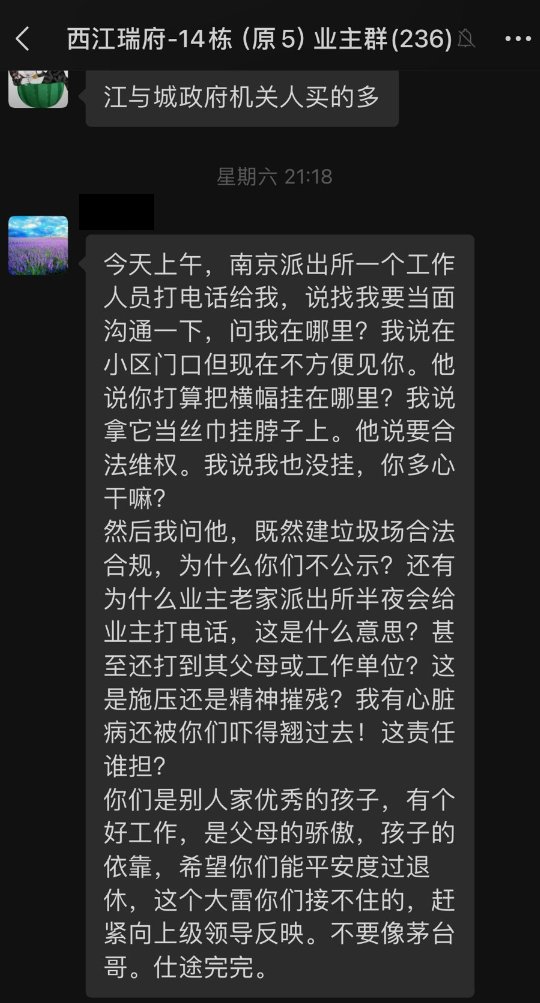 西江瑞府-14栋（原5）业主群(236)
江与城政府机关人买的多
星期六 21:18
今天上午，南京派出所一个工作
人员打电话给我，说找我要当面
沟通一下，问我在哪里？我说在
小区门口但现在不方便见你。他
说你打算把横幅挂在哪里？我说
拿它当丝巾挂脖子上。他说要合
法维权。我说我也没挂，你多心
干嘛？
然后我问他，既然建垃圾场合法
合规，为什么你们不公示？还有
为什么业主老家派出所半夜会给
业主打电话，这是什么意思？甚
至还打到其父母或工作单位？这
是施压还是精神摧残？我有心脏
病还被你们吓得翘过去！这责任
谁担？
你们是别人家优秀的孩子，有个
好工作，是父母的骄傲，孩子的
依靠，希望你们能平安度过退
休，这个大雷你们接不住的，赶
紧向上级领导反映。不要像茅台
哥。仕途完完。